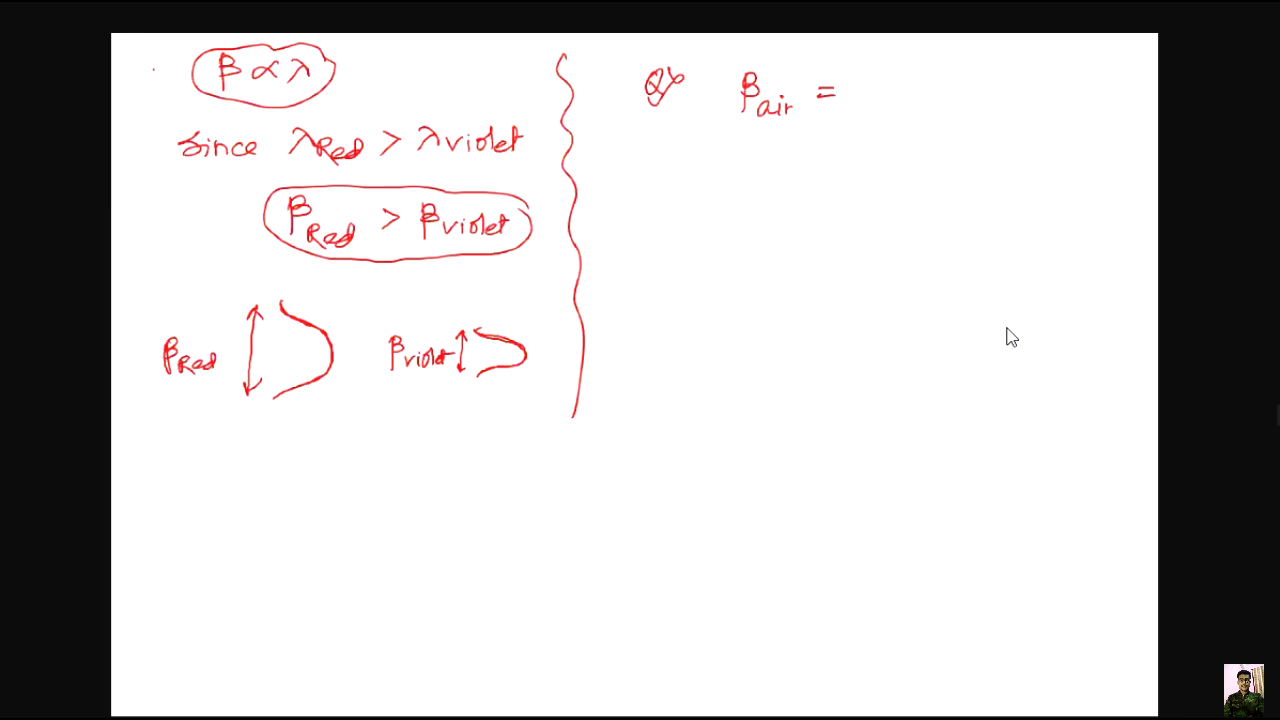 β ∝ λ
since λRed > λviolet
βRed > βviolet
βRed
βviolet
Q⟩ βair =